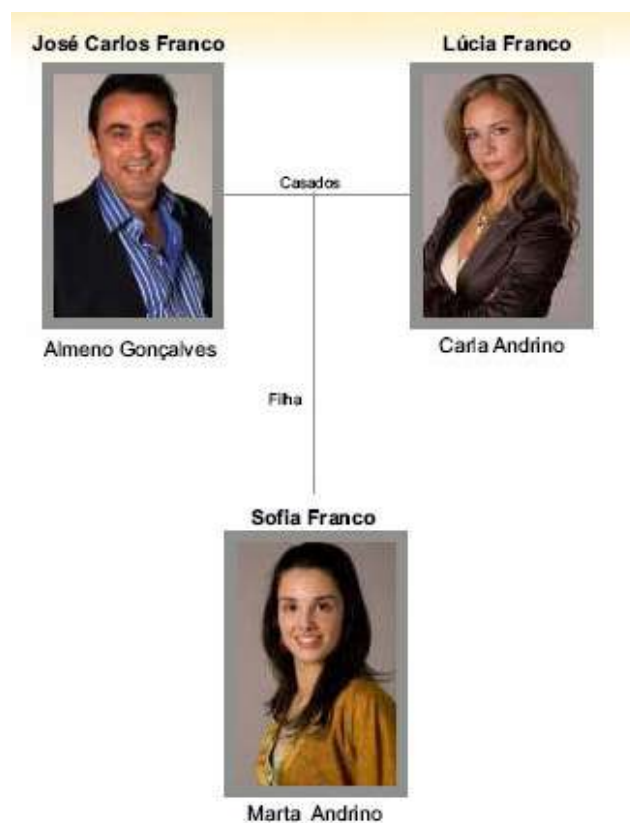 José Carlos Franco
Lúcia Franco
Casados
Almeno Gonçalves
Carla Andrino
Filha
Sofia Franco
Marta Andrino